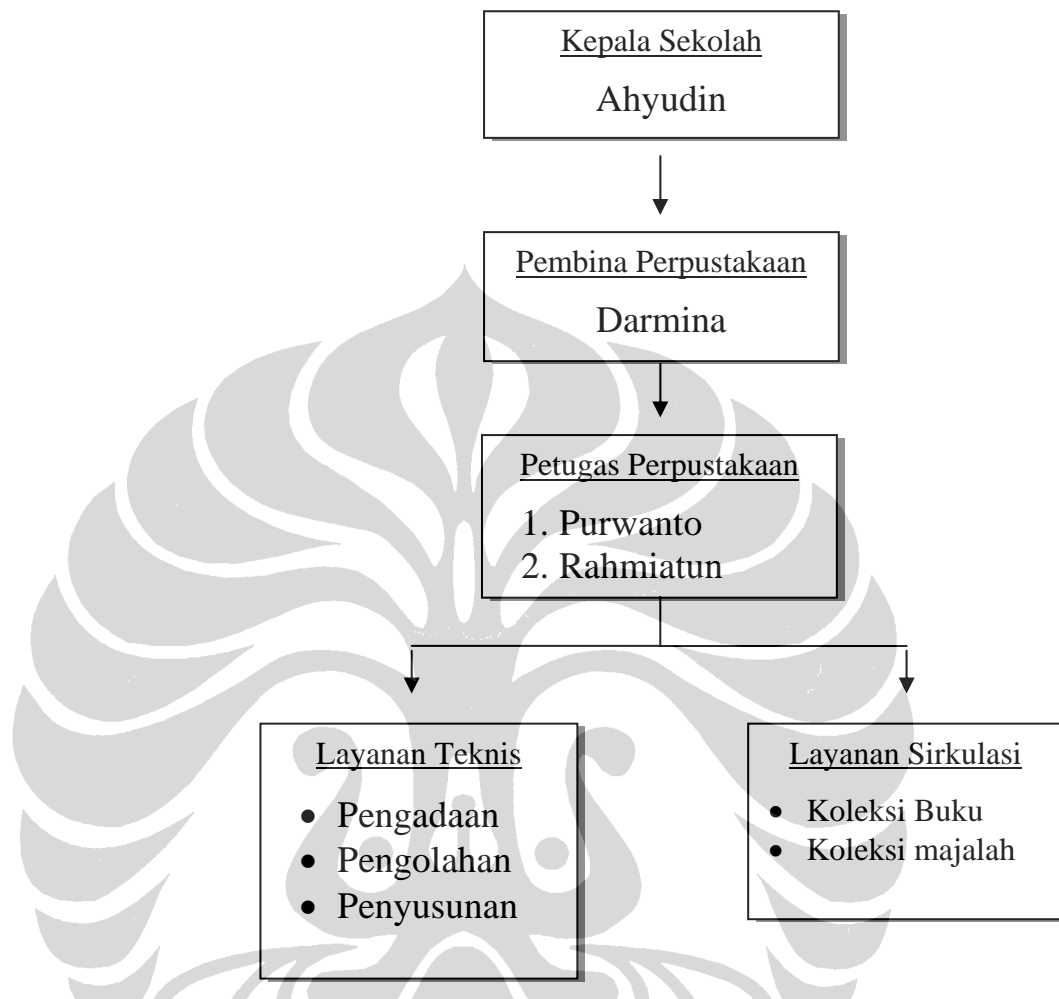 Kepala Sekolah
Ahyudin
Pembina Perpustakaan
Darmina
Petugas Perpustakaan
1. Purwanto
2. Rahmiatun
Layanan Teknis
• Pengadaan
• Pengolahan
• Penyusunan
Layanan Sirkulasi
• Koleksi Buku
• Koleksi majalah